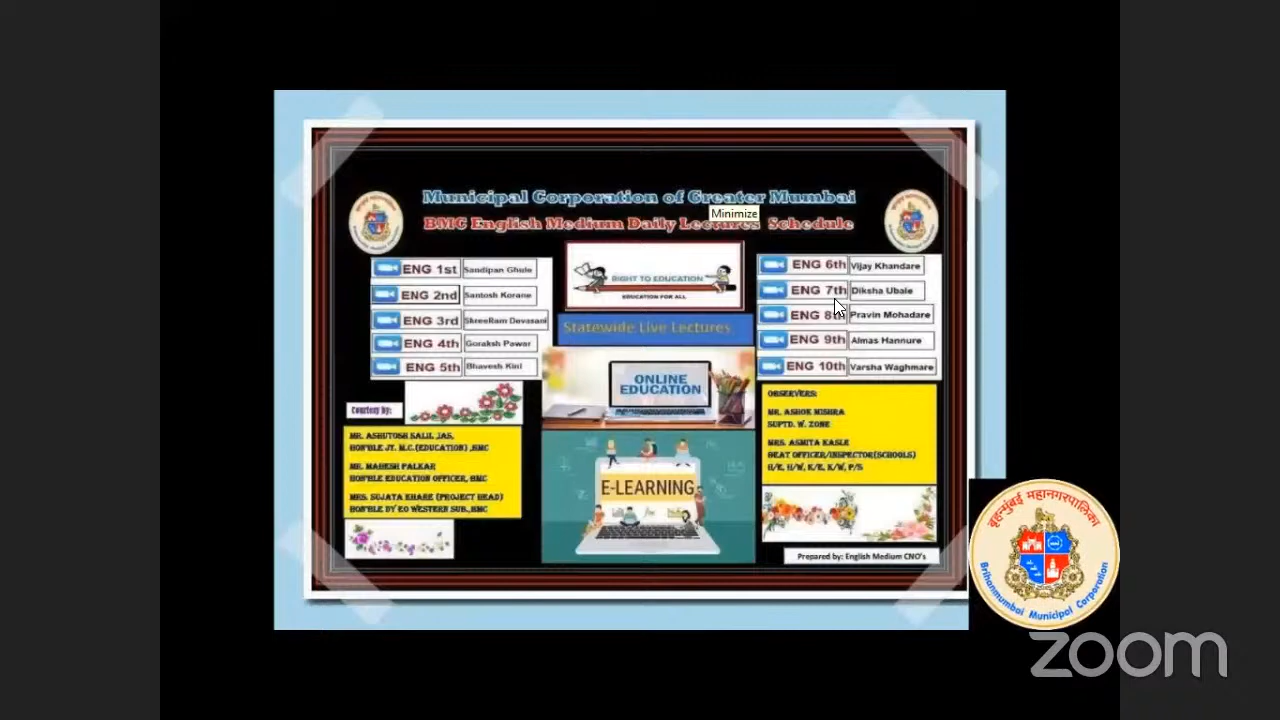 Municipal Corporation of Greater Mumbai
BMC English Medium Daily Lectures Schedule
Minimize
ENG 1st Sandipan Ghule
ENG 2nd Santosh Korane
ENG 3rd ShreeRam Devasani
ENG 4th Goraksh Pawar
ENG 5th Bhavesh Kini
RIGHT TO EDUCATION
EDUCATION FOR ALL
Statewide Live Lectures
ONLINE
EDUCATION
E-LEARNING
ENG 6th Vijay Khandare
ENG 7th Diksha Ubale
ENG 8th Pravin Mohadare
ENG 9th Almas Hannure
ENG 10th Varsha Waghmare
Courtesy by:
MR. ASHUTOSH SALIL ,IAS,
HON'BLE JT. M.C.(EDUCATION) ,BMC
MR. MAHESH PALKAR
HON'BLE EDUCATION OFFICER, BMC
MRS. SUJATA KHARE (PROJECT HEAD)
HON'BLE DY EO WESTERN SUB.,BMC
OBSERVERS:
MR. ASHOK MISHRA
SUPTD. W. ZONE
MRS. ASMITA KASLE
BEAT OFFICER/INSPECTOR(SCHOOLS)
H/E, H/W, K/E, K/W, P/S
Prepared by: English Medium CNO's
बृहन्मुंबई महानगरपालिका
Brihanmumbai Municipal Corporation
zoom